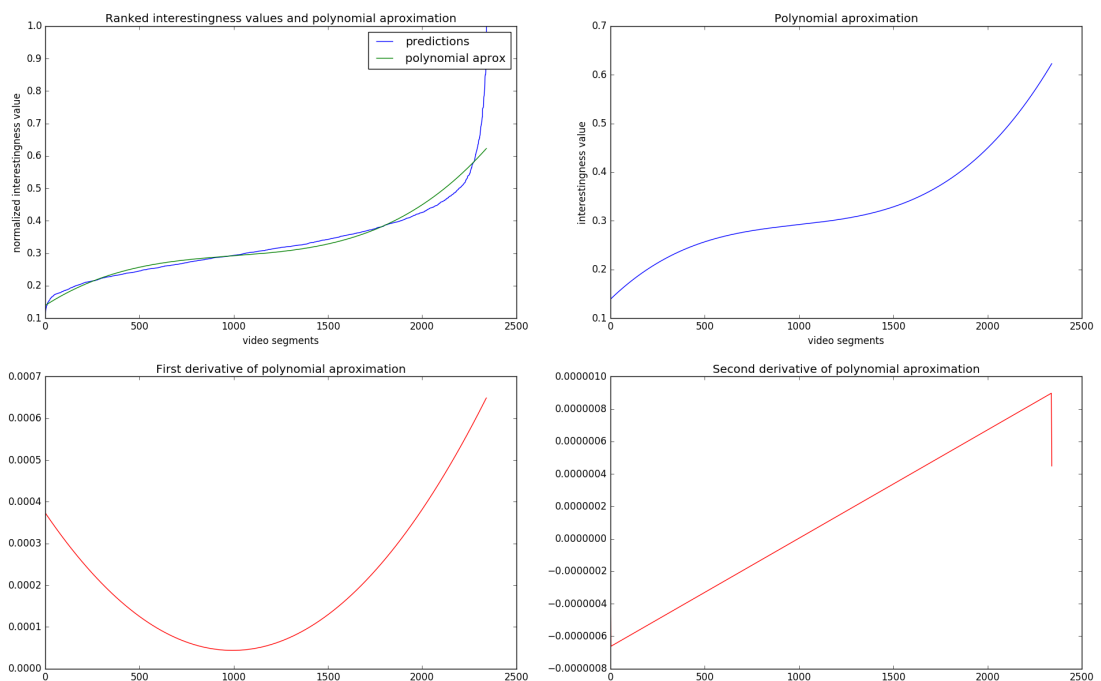 Ranked interestingness values and polynomial aproximation
1.0
0.9
0.8
0.7
0.6
0.5
0.4
0.3
0.2
0.1
normalized interestingness value
predictions
polynomial aprox
0 500 1000 1500 2000 2500
video segments
Polynomial aproximation
0.7
0.6
0.5
0.4
0.3
0.2
0.1
interestingness value
0 500 1000 1500 2000 2500
video segments
First derivative of polynomial aproximation
0.0007
0.0006
0.0005
0.0004
0.0003
0.0002
0.0001
0.0000
0 500 1000 1500 2000 2500
Second derivative of polynomial aproximation
0.0000010
0.0000008
0.0000006
0.0000004
0.0000002
0.0000000
−0.0000002
−0.0000004
−0.0000006
−0.0000008
0 500 1000 1500 2000 2500